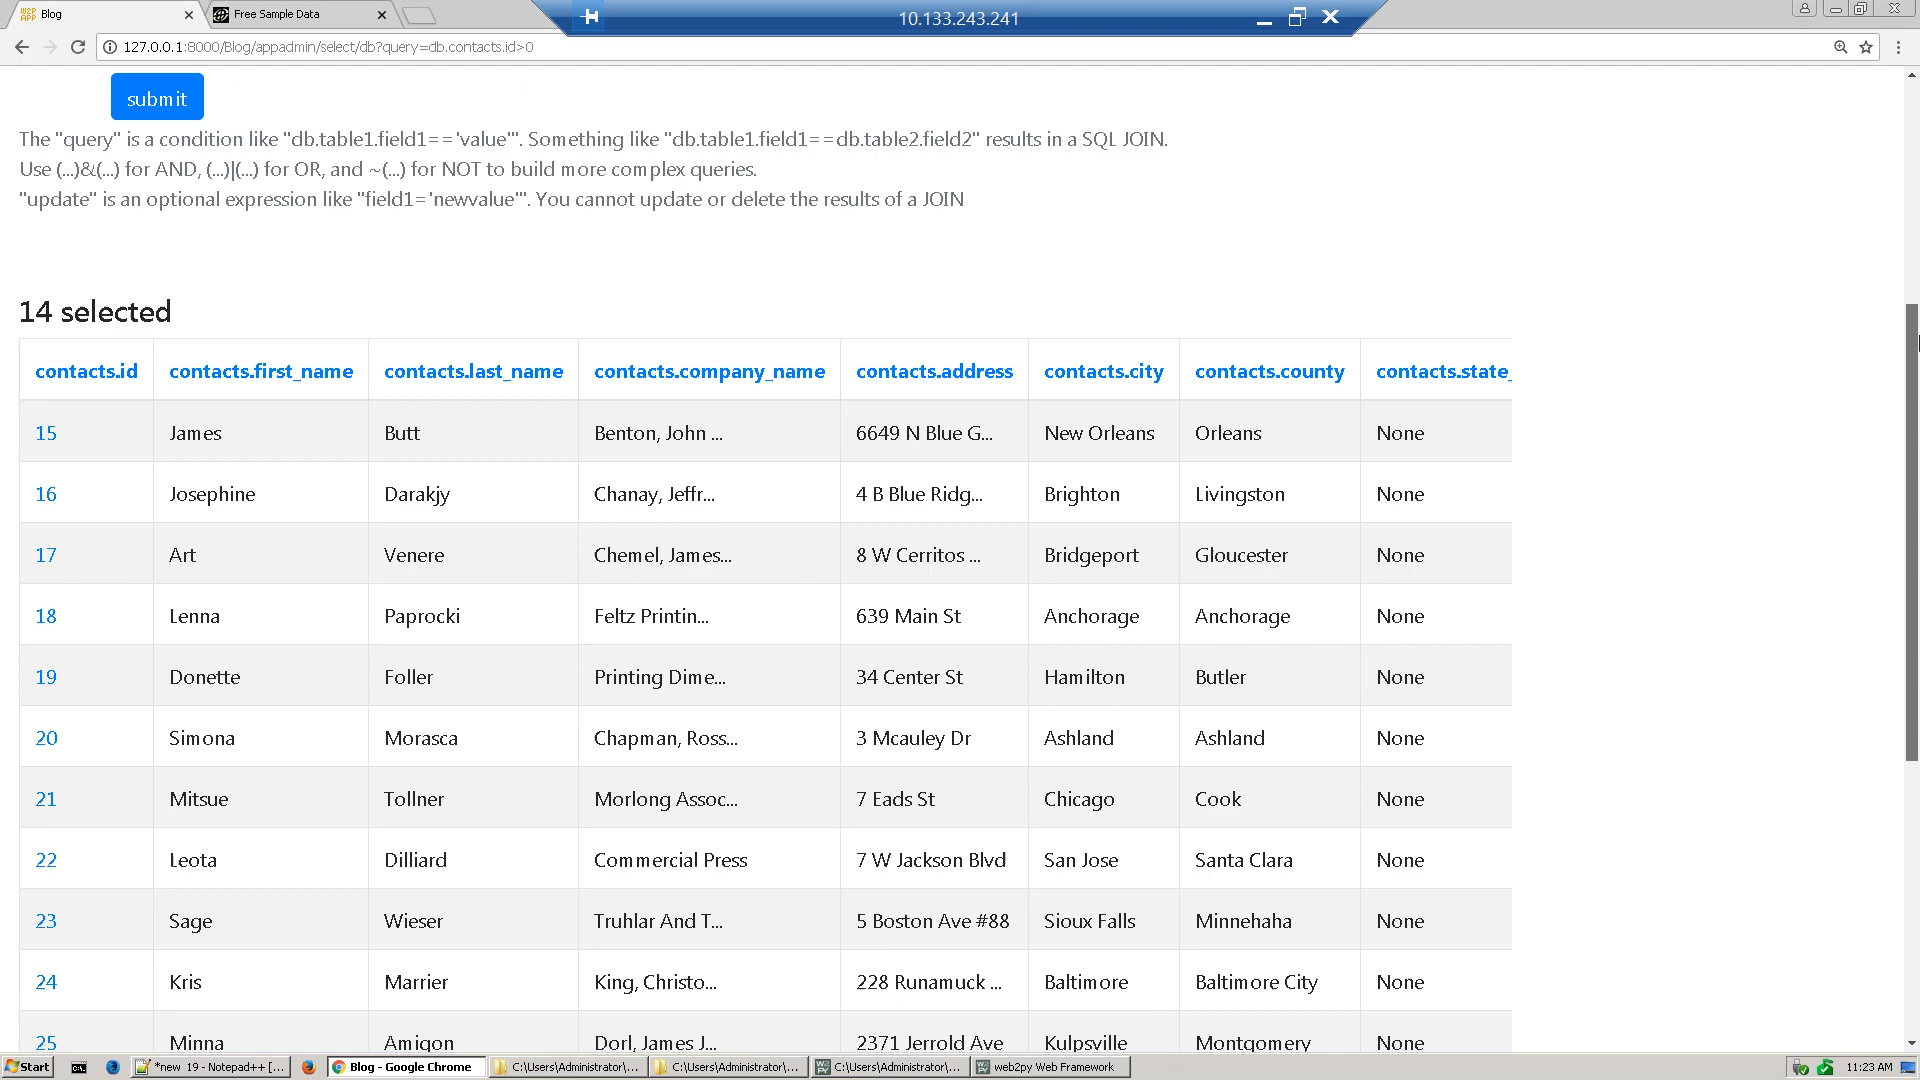 Blog
Free Sample Data
10.133.243.241
127.0.0.1:8000/Blog/appadmin/select/db?query=db.contacts.id>0
submit
The "query" is a condition like "db.table1.field1=='value'". Something like "db.table1.field1==db.table2.field2" results in a SQL JOIN.
Use (...)&(...) for AND, (...)|(...) for OR, and ~(...) for NOT to build more complex queries.
"update" is an optional expression like "field1='newvalue'". You cannot update or delete the results of a JOIN
14 selected
contacts.id contacts.first_name contacts.last_name contacts.company_name contacts.address contacts.city contacts.county contacts.state_
15 James Butt Benton, John ... 6649 N Blue G... New Orleans Orleans None
16 Josephine Darakjy Chanay, Jeffr... 4 B Blue Ridg... Brighton Livingston None
17 Art Venere Chemel, James... 8 W Cerritos ... Bridgeport Gloucester None
18 Lenna Paprocki Feltz Printin... 639 Main St Anchorage Anchorage None
19 Donette Foller Printing Dime... 34 Center St Hamilton Butler None
20 Simona Morasca Chapman, Ross... 3 Mcauley Dr Ashland Ashland None
21 Mitsue Tollner Morlong Assoc... 7 Eads St Chicago Cook None
22 Leota Dilliard Commercial Press 7 W Jackson Blvd San Jose Santa Clara None
23 Sage Wieser Truhlar And T... 5 Boston Ave #88 Sioux Falls Minnehaha None
24 Kris Marrier King, Christo... 228 Runamuck ... Baltimore Baltimore City None
25 Minna Amigon Dorl, James J... 2371 Jerrold Ave Kulpsville Montgomery None
Start *new 19 - Notepad++ [... Blog - Google Chrome C:\Users\Administrator/... C:\Users\Administrator/... C:\Users\Administrator/... web2py Web Framework 11:23 AM